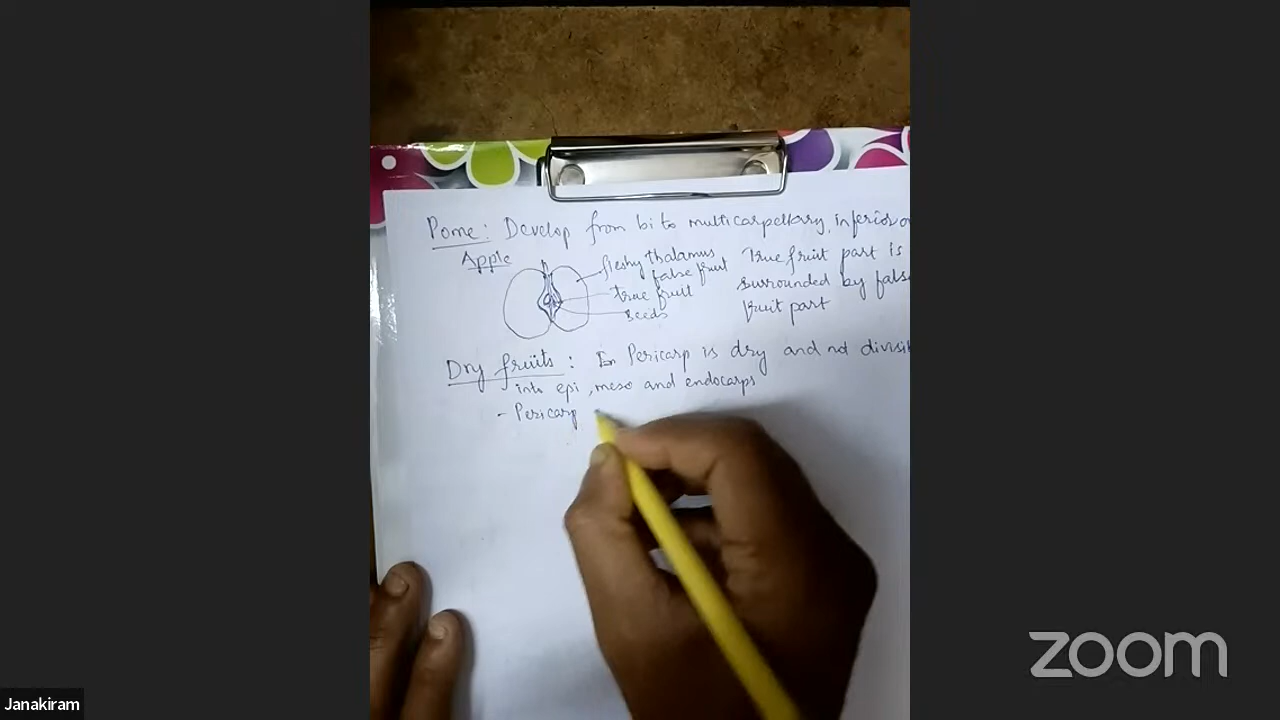 Pome: Develop from bi to multicarpellary, inferior
Apple
fleshy thalamus
false fruit
true fruit
seeds
True fruit part is
surrounded by false
fruit part
Dry fruits: Pericarp is dry and not divisi
into epi, meso and endocarps
- Pericarp
Janakiram
zoom